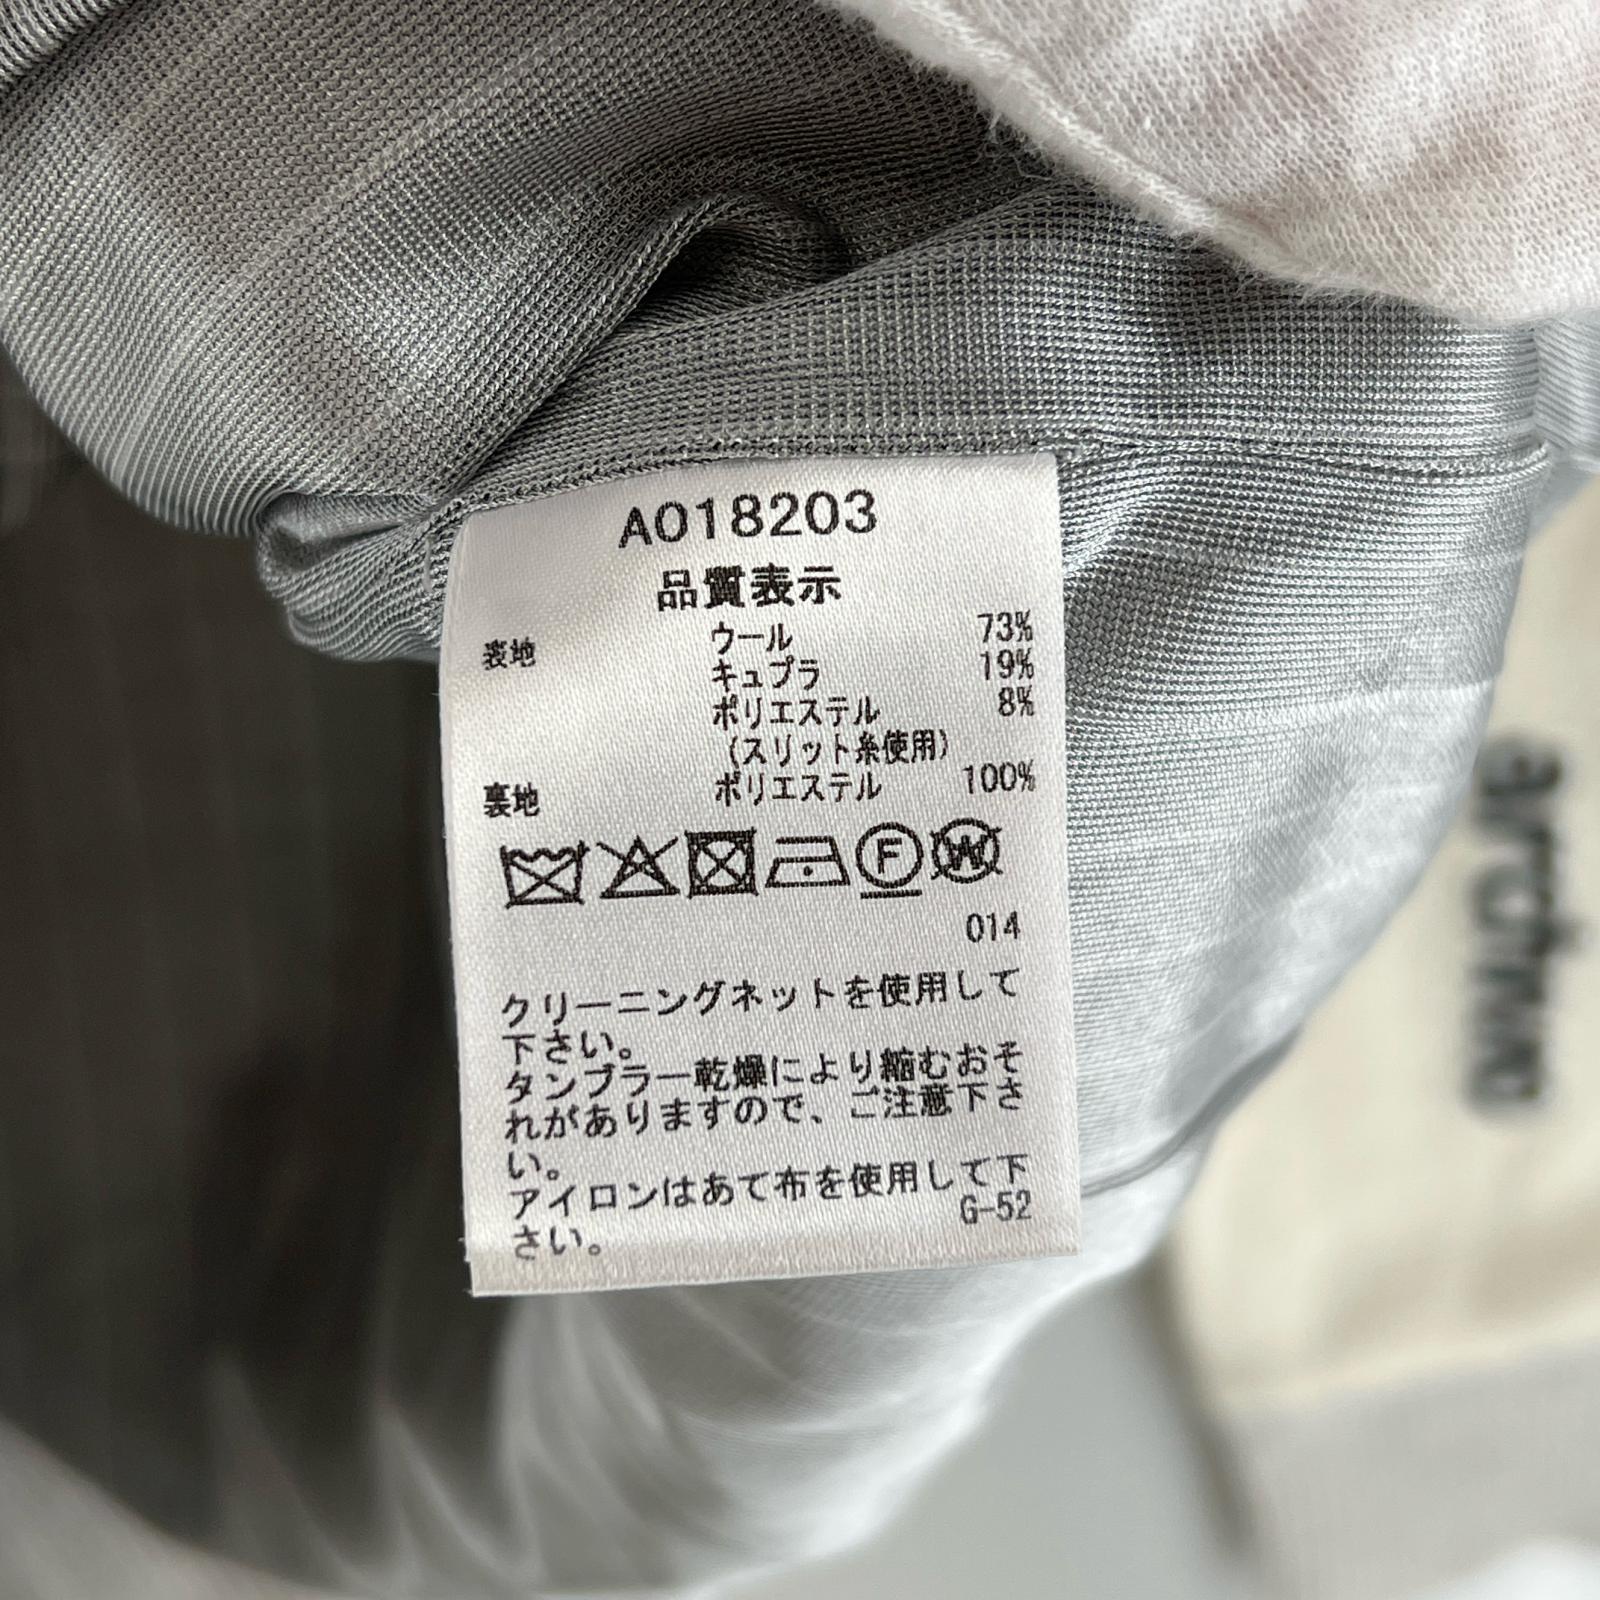 A018203
品質表示
表地 ウール 73%
キュプラ 19%
ポリエステル 8%
(スリット糸使用)
裏地 ポリエステル 100%
F W
014
クリーニングネットを使用して
下さい。
タンブラー乾燥により縮むおそ
れがありますので、ご注意下さ
い。
アイロンはあて布を使用して下
さい。
G-52